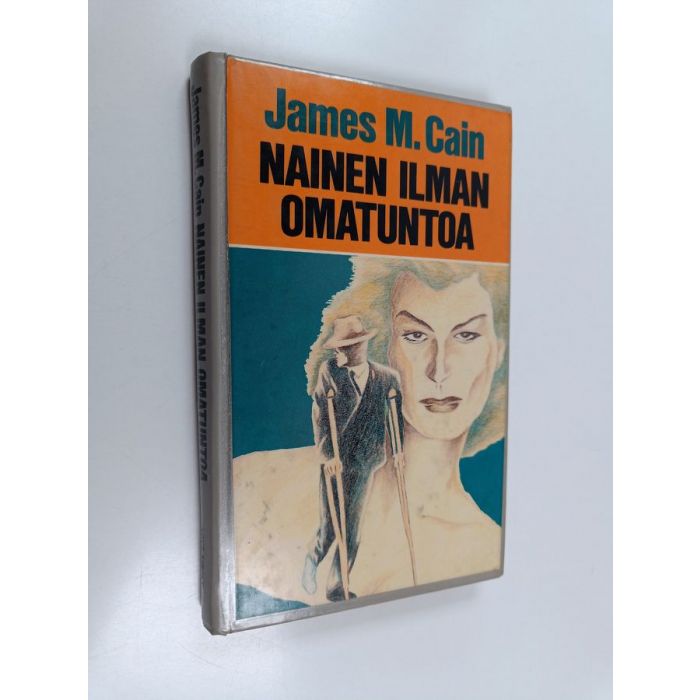 James M. Cain
NAINEN ILMAN
OMATUNTOA
James M. Cain NAINEN ILMAN OMATUNTOA